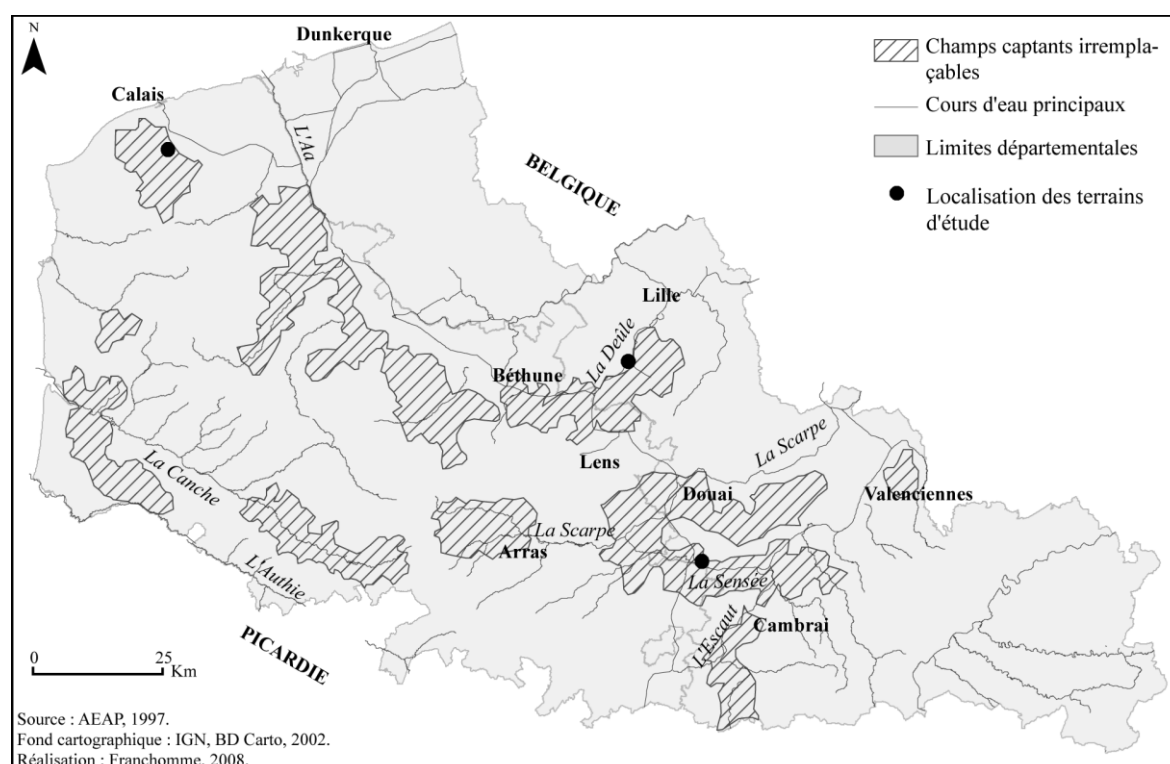 N
Dunkerque
Calais
L'Aa
BELGIQUE
Champs captants irrempla-
çables
Cours d'eau principaux
Limites départementales
Localisation des terrains
d'étude
Lille
La Deûle
Béthune
Lens
La Scarpe
Douai
Valenciennes
La Canche
La Scarpe
Arras
L'Authie
La Sensée
L'Escaut
Cambrai
PICARDIE
0 25
Km
Source : AEAP, 1997.
Fond cartographique : IGN, BD Carto, 2002.
Réalisation : Franchomme, 2008.